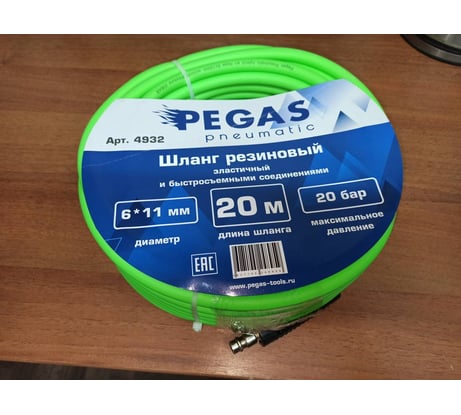 PEGAS
pneumatic
Арт. 4932
Шланг резиновый
эластичный
и быстросъемными соединениями
6*11 мм
20 м
20 бар
диаметр
длина шланга
максимальное
давление
EAC
www.pegas-tools.ru